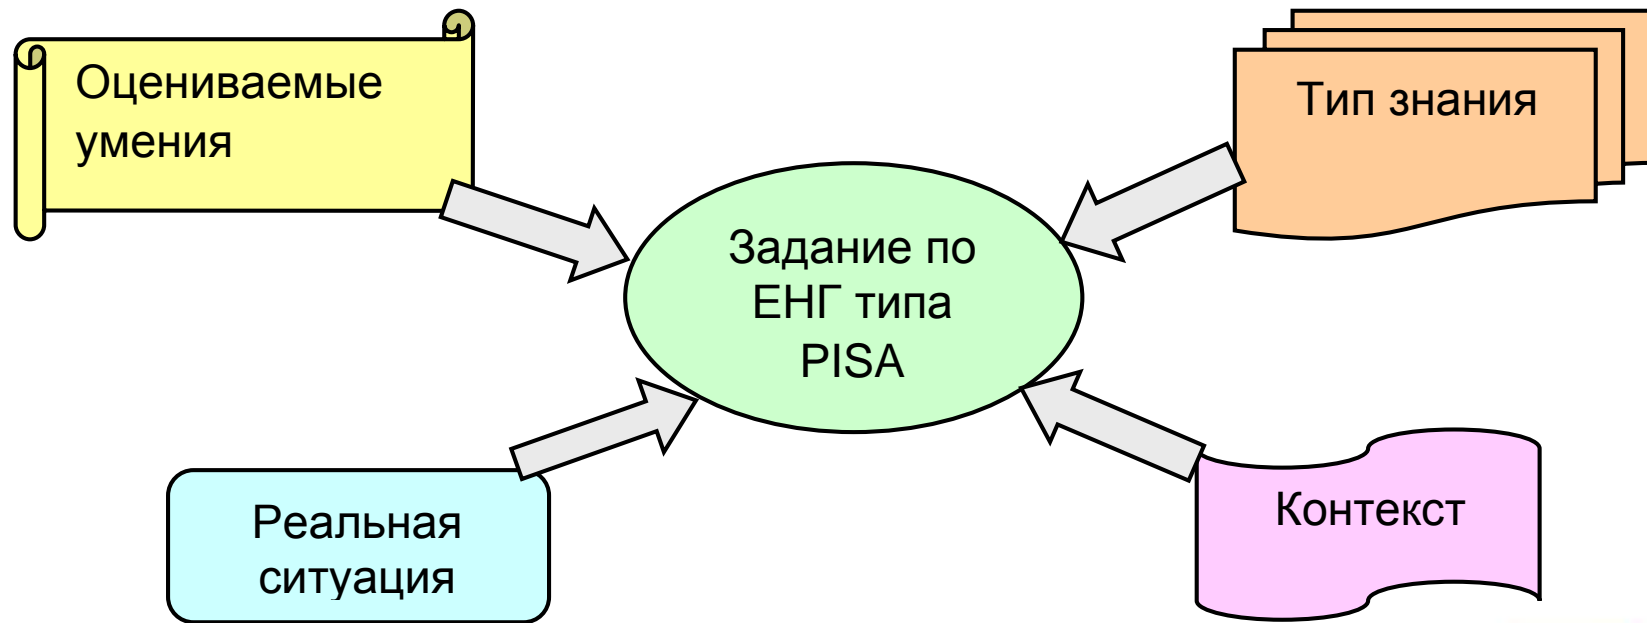 Оцениваемые
умения
Тип знания
Задание по
ЕНГ типа
PISA
Реальная
ситуация
Контекст